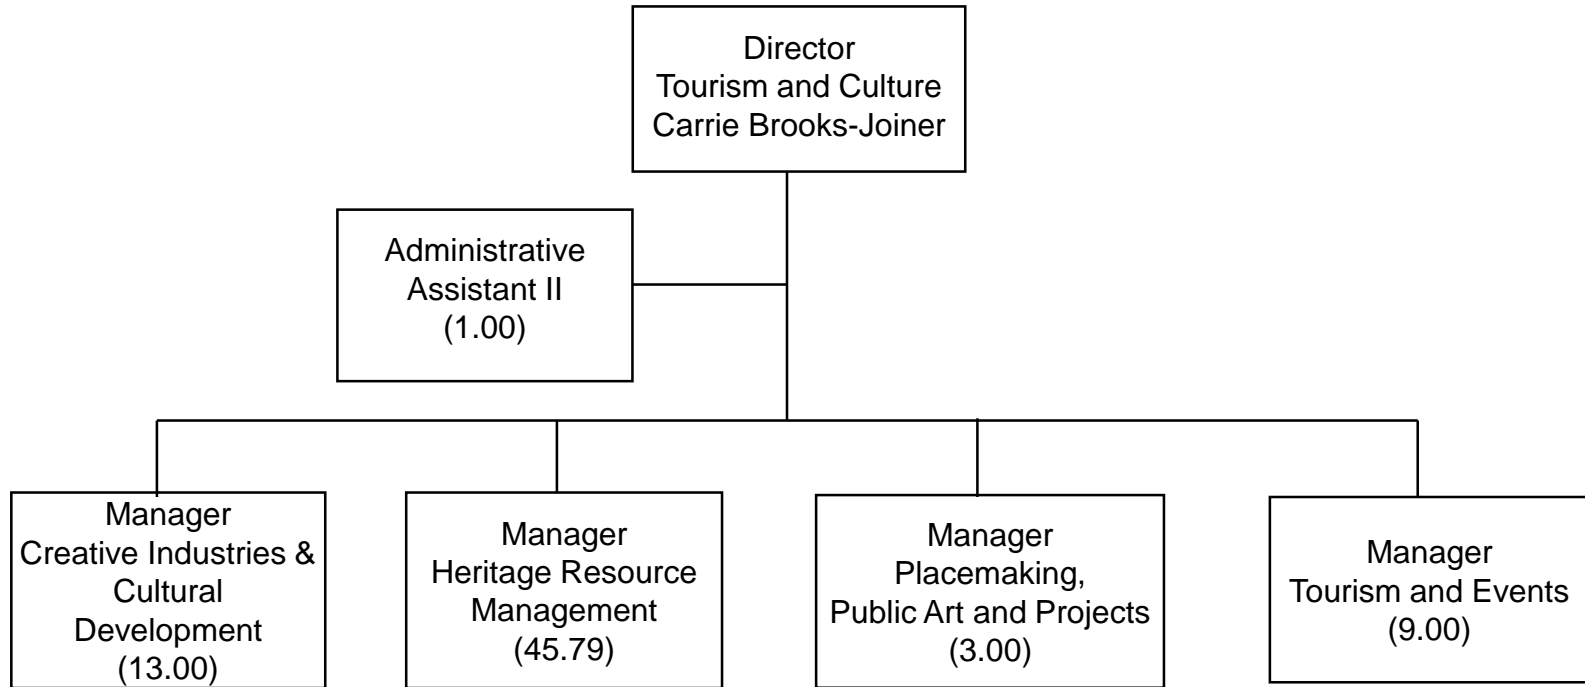 Director
Tourism and Culture
Carrie Brooks-Joiner
Administrative
Assistant II
(1.00)
Manager
Creative Industries &
Cultural
Development
(13.00)
Manager
Heritage Resource
Management
(45.79)
Manager
Placemaking,
Public Art and Projects
(3.00)
Manager
Tourism and Events
(9.00)